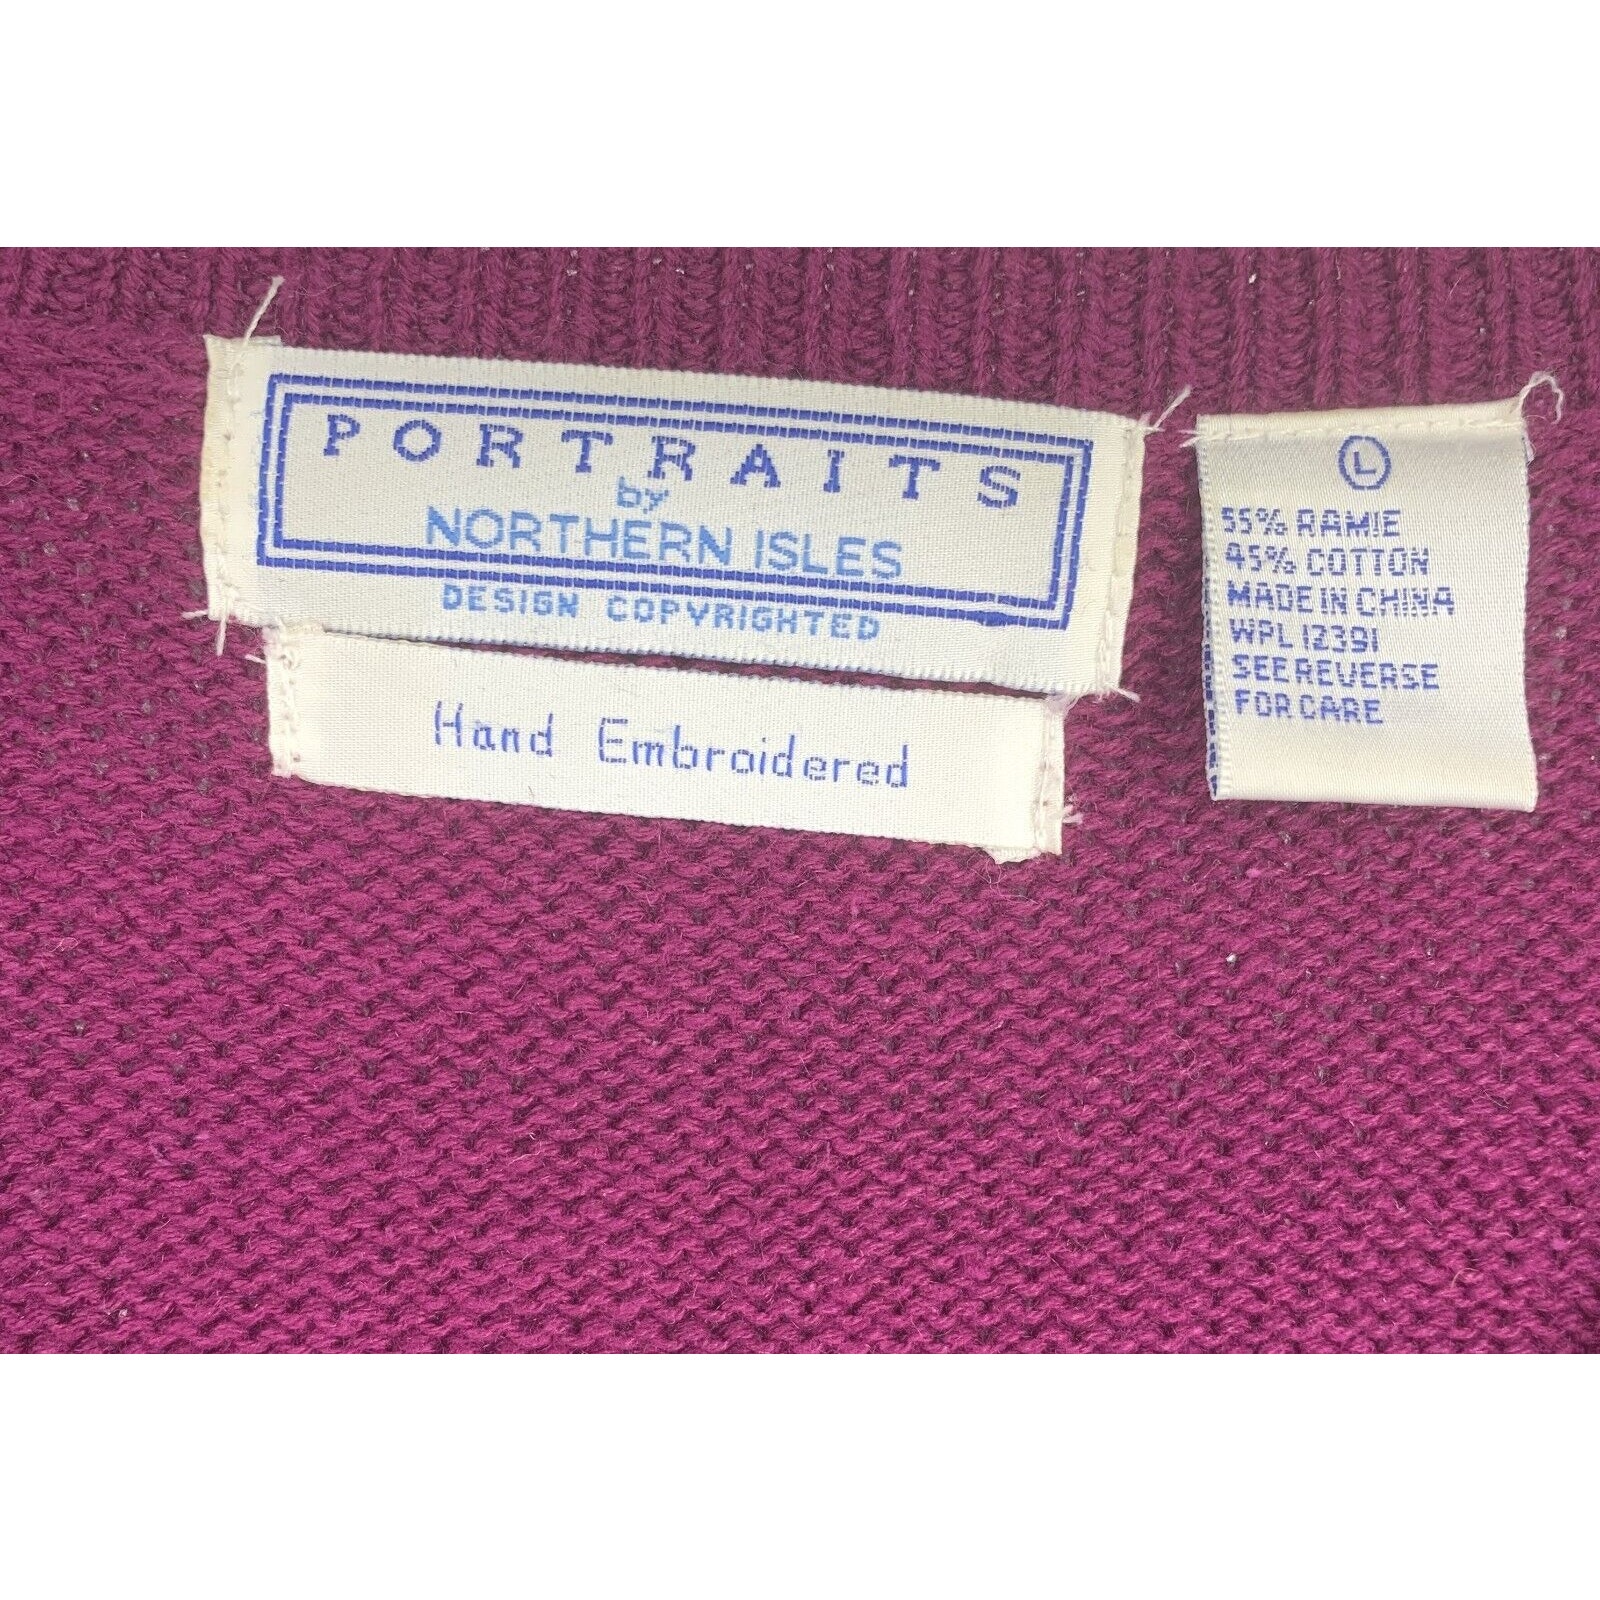 PORTRAITS
by
NORTHERN ISLES
DESIGN COPYRIGHTED
Hand Embroidered
L
55% RAMIE
45% COTTON
MADE IN CHINA
WPL 12391
SEE REVERSE
FOR CARE